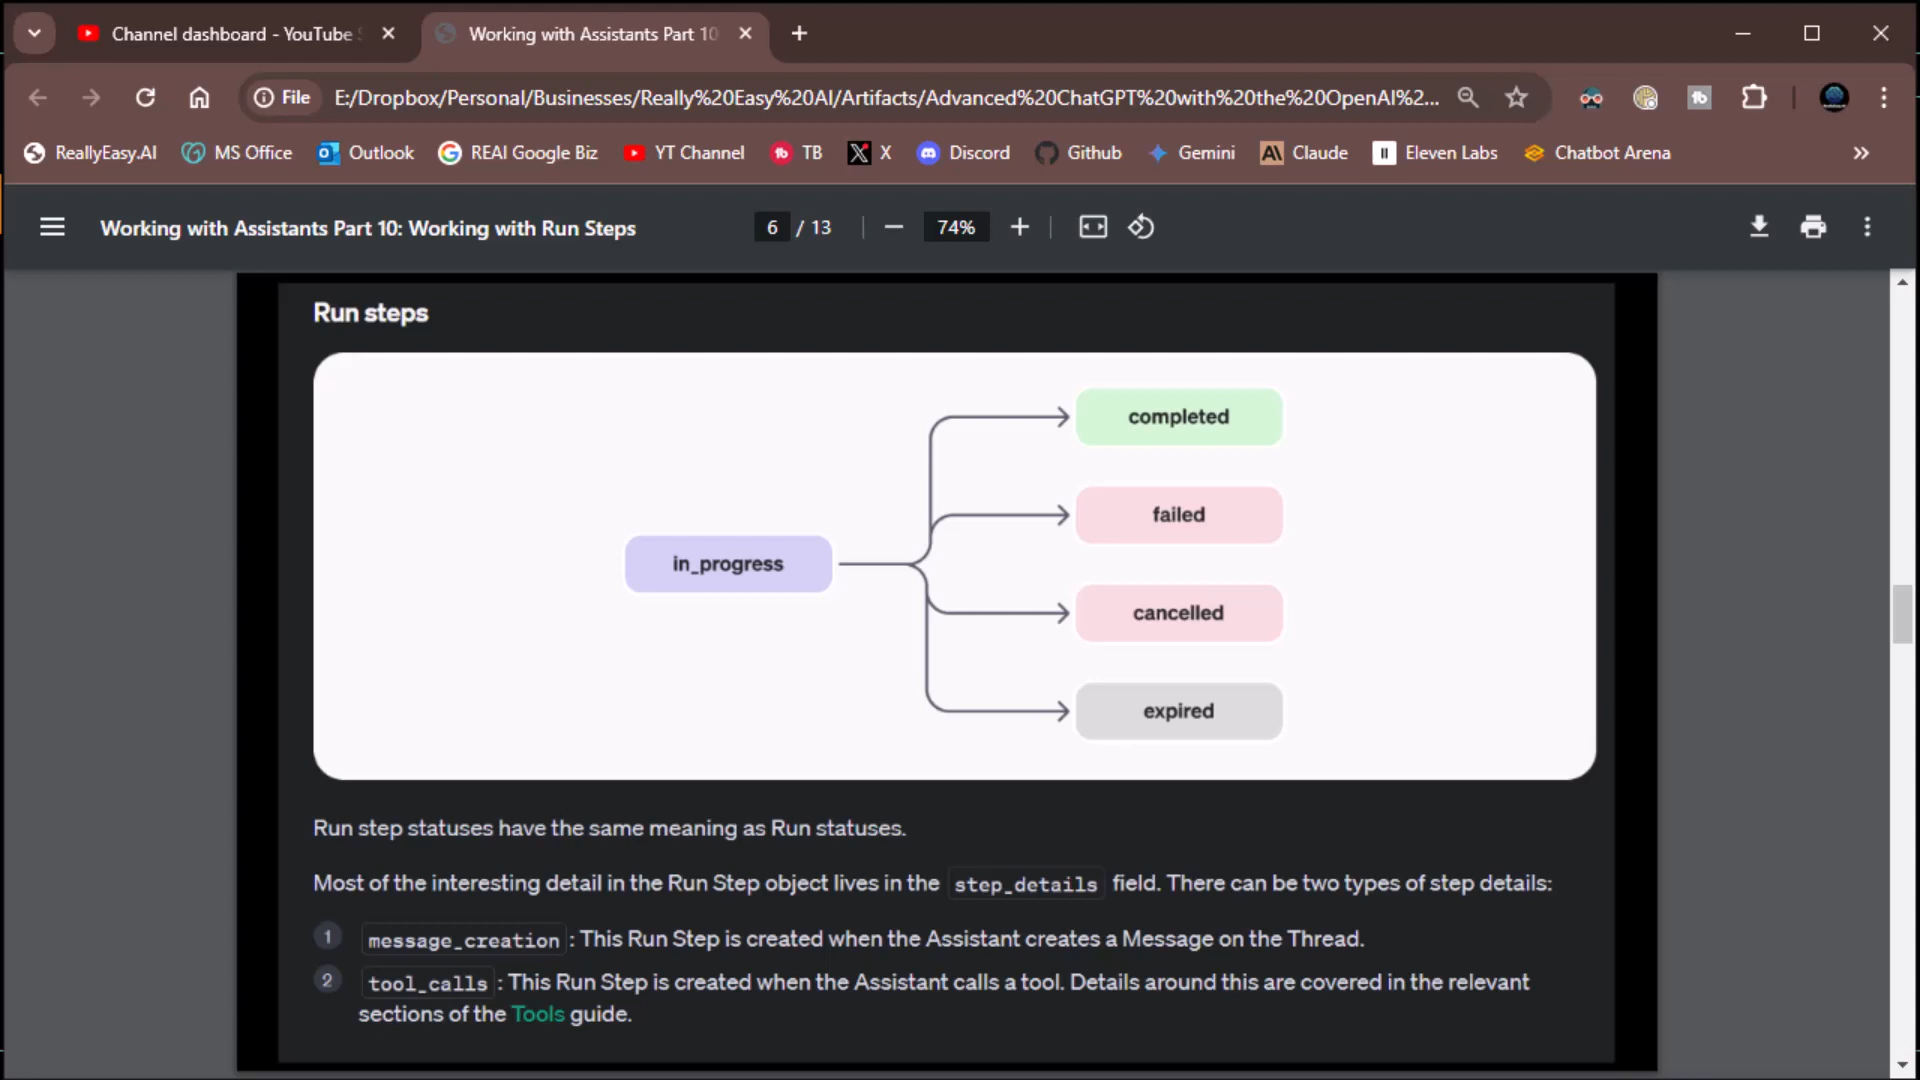 Channel dashboard - YouTube
Working with Assistants Part 10
File
E:/Dropbox/Personal/Businesses/Really%20Easy%20AI/Artifacts/Advanced%20ChatGPT%20with%20the%20OpenAI%2...
ReallyEasy.AI
MS Office
Outlook
REAI Google Biz
YT Channel
TB
X
Discord
Github
Gemini
Claude
Eleven Labs
Chatbot Arena
Working with Assistants Part 10: Working with Run Steps
6 / 13
74%
Run steps
completed
failed
in_progress
cancelled
expired
Run step statuses have the same meaning as Run statuses.
Most of the interesting detail in the Run Step object lives in the step_details field. There can be two types of step details:
1 message_creation : This Run Step is created when the Assistant creates a Message on the Thread.
2 tool_calls : This Run Step is created when the Assistant calls a tool. Details around this are covered in the relevant
sections of the Tools guide.